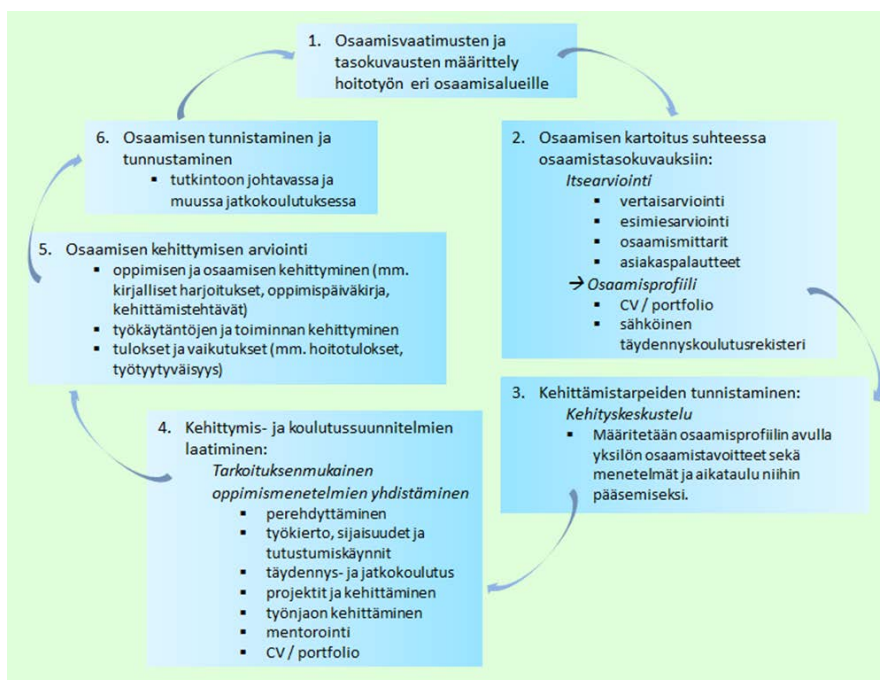 1. Osaamisvaatimusten ja
tasokuvausten määrittely
hoitotyön eri osaamisalueille
2. Osaamisen kartoitus suhteessa
osaamistasokuvauksiin:
Itsearviointi
▪ vertaisarviointi
▪ esimiesarviointi
▪ osaamismittarit
▪ asiakaspalautteet
→ Osaamisprofiili
▪ CV / portfolio
▪ sähköinen
täydennyskoulutusrekisteri
3. Kehittämistarpeiden tunnistaminen:
Kehityskeskustelu
▪ Määritetään osaamisprofiilin avulla
yksilön osaamistavoitteet sekä
menetelmät ja aikataulu niihin
pääsemiseksi.
4. Kehittymis- ja koulutussuunnitelmien
laatiminen:
Tarkoituksenmukainen
oppimismenetelmien yhdistäminen
▪ perehdyttäminen
▪ työkierto, sijaisuudet ja
tutustumiskäynnit
▪ täydennys- ja jatkokoulutus
▪ projektit ja kehittäminen
▪ työnjaon kehittäminen
▪ mentorointi
▪ CV / portfolio
5. Osaamisen kehittymisen arviointi
▪ oppimisen ja osaamisen kehittyminen (mm.
kirjalliset harjoitukset, oppimispäiväkirja,
kehittämistehtävät)
▪ työkäytäntöjen ja toiminnan kehittyminen
▪ tulokset ja vaikutukset (mm. hoitotulokset,
työtyytyväisyys)
6. Osaamisen tunnistaminen ja
tunnustaminen
▪ tutkintoon johtavassa ja
muussa jatkokoulutuksessa